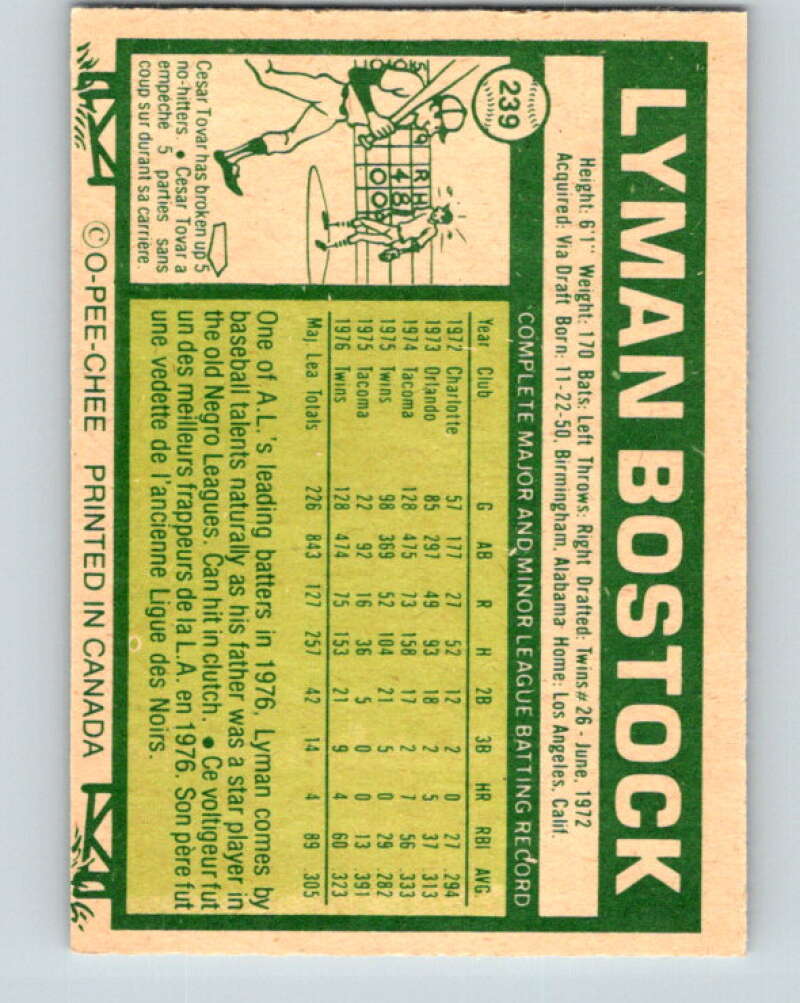 LYMAN BOSTOCK
239
Height: 6'1" Weight: 170 Bats: Left Throws: Right Drafted: Twins # 26 - June, 1972
Acquired: Via Draft Born: 11-22-50, Birmingham, Alabama Home: Los Angeles, Calif.
COMPLETE MAJOR AND MINOR LEAGUE BATTING RECORD
Year Club G AB R H 2B 3B HR RBI AVG.
1972 Charlotte 57 177 27 52 12 2 0 27 .294
1973 Orlando 85 297 49 93 18 2 5 37 .313
1974 Tacoma 128 475 73 158 17 2 7 56 .333
1975 Twins 98 369 52 104 21 5 0 29 .282
1975 Tacoma 22 92 16 36 5 0 0 13 .391
1976 Twins 128 474 75 153 21 9 4 60 .323
Maj. Lea Totals 226 843 127 257 42 14 4 89 .305
One of A.L.'s leading batters in 1976, Lyman comes by
baseball talents naturally as his father was a star player in
the old Negro Leagues. Can hit in clutch. • Ce voltigeur fut
un des meilleurs frappeurs de la L.A. en 1976. Son père fut
une vedette de l'ancienne Ligue des Noirs.
9
R H
4 8
0 0
Cesar Tovar has broken up 5
no-hitters. • Cesar Tovar a
empeche 5 parties sans
coup sur durant sa carrière.
© O-PEE-CHEE PRINTED IN CANADA